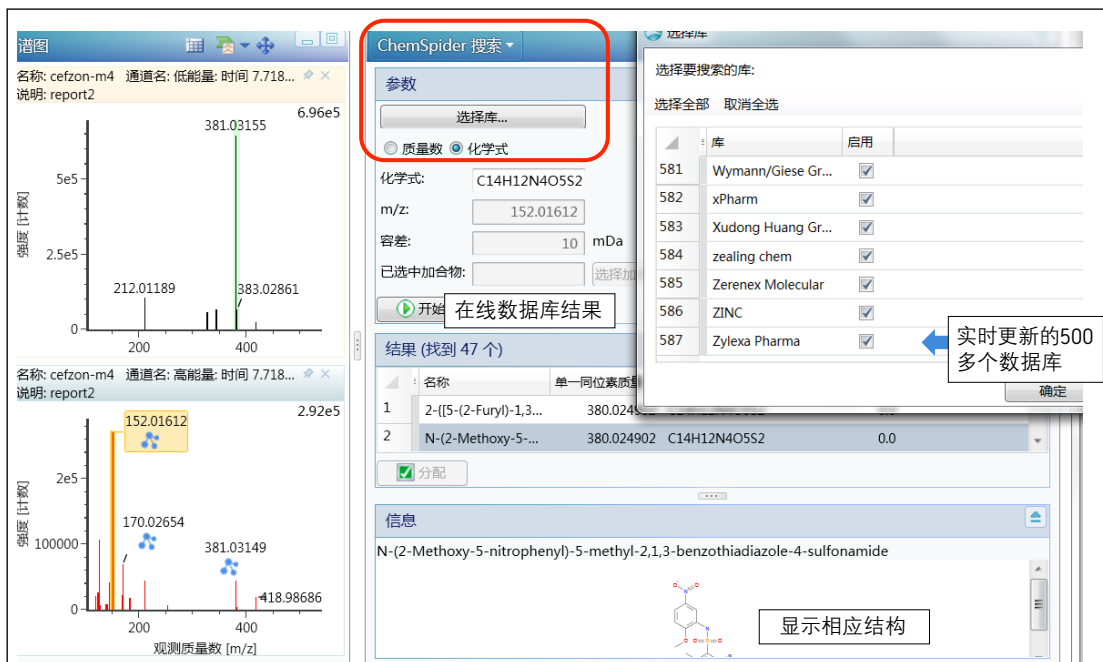 谱图
名称: cefzon-m4 通道名: 低能量: 时间 7.718...
说明: report2
6.96e5
381.03155
5e5
强度 [计数]
2.5e5
212.01189
383.02861
0
200
400
名称: cefzon-m4 通道名: 高能量: 时间 7.718...
说明: report2
2.92e5
152.01612
2e5
强度 [计数]
170.02654
100000
381.03149
418.98686
0
200
400
观测质量数 [m/z]
ChemSpider 搜索
参数
选择库...
质量数 化学式
化学式: C14H12N4O5S2
m/z: 152.01612
容差: 10 mDa
已选中加合物: 选择加
开始
在线数据库结果
结果 (找到 47 个)
名称 单一同位素质量
1 2-{[5-(2-Furyl)-1,3...
2 N-(2-Methoxy-5-... 380.024902 C14H12N4O5S2 0.0
分配
信息
N-(2-Methoxy-5-nitrophenyl)-5-methyl-2,1,3-benzothiadiazole-4-sulfonamide
显示相应结构
选择库
选择要搜索的库:
选择全部 取消全选
库 启用
581 Wymann/Giese Gr...
582 xPharm
583 Xudong Huang Gr...
584 zealing chem
585 Zerenex Molecular
586 ZINC
587 Zylexa Pharma
实时更新的500
多个数据库
确定